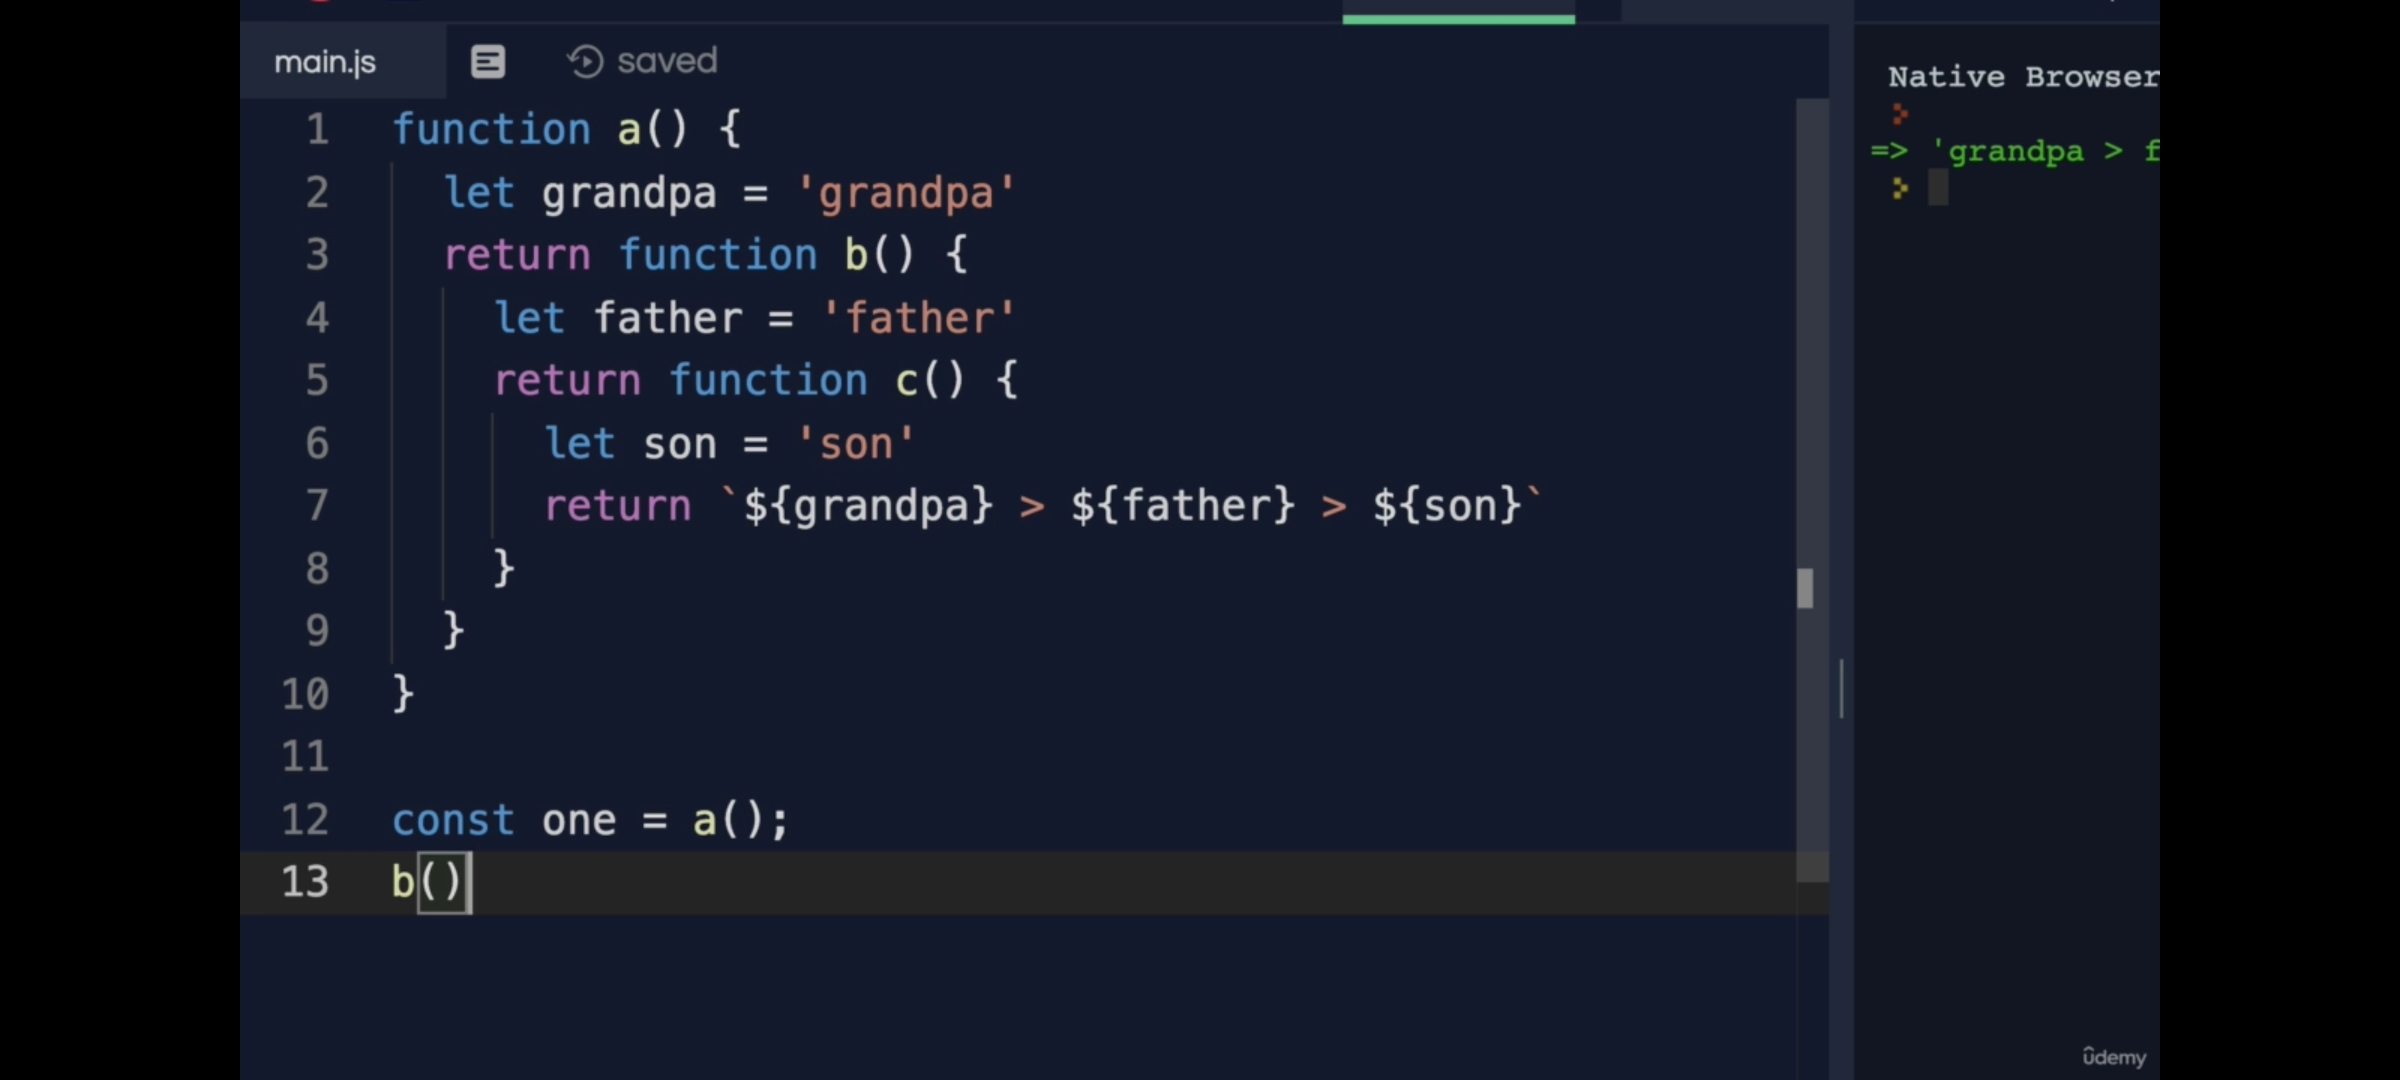 main.js saved
1 function a() {
2 let grandpa = 'grandpa'
3 return function b() {
4 let father = 'father'
5 return function c() {
6 let son = 'son'
7 return `${grandpa} > ${father} > ${son}`
8 }
9 }
10 }
11
12 const one = a();
13 b()
Native Browser
=> 'grandpa > f
ûdemy